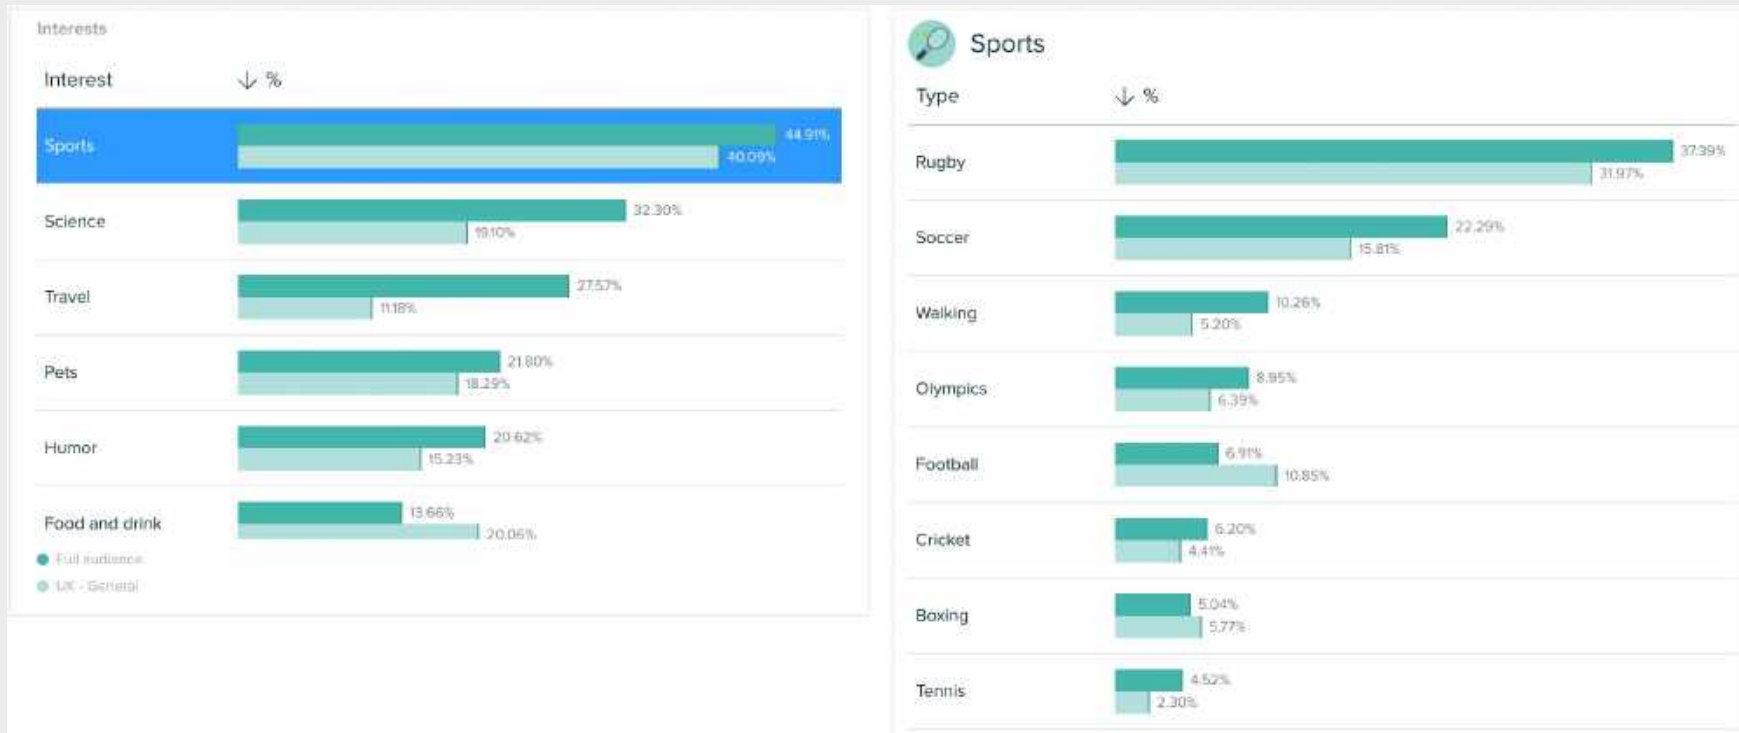 Interests
Interest ↓ %
Sports 44.91% 40.09%
Science 32.30% 19.10%
Travel 27.57% 11.18%
Pets 21.80% 18.29%
Humor 20.62% 15.23%
Food and drink 13.66% 20.06%
Full audience
UK - General
Sports
Type ↓ %
Rugby 37.39% 31.97%
Soccer 22.29% 15.81%
Walking 10.26% 5.20%
Olympics 8.95% 6.39%
Football 6.91% 10.85%
Cricket 6.20% 4.41%
Boxing 5.04% 5.77%
Tennis 4.52% 2.30%